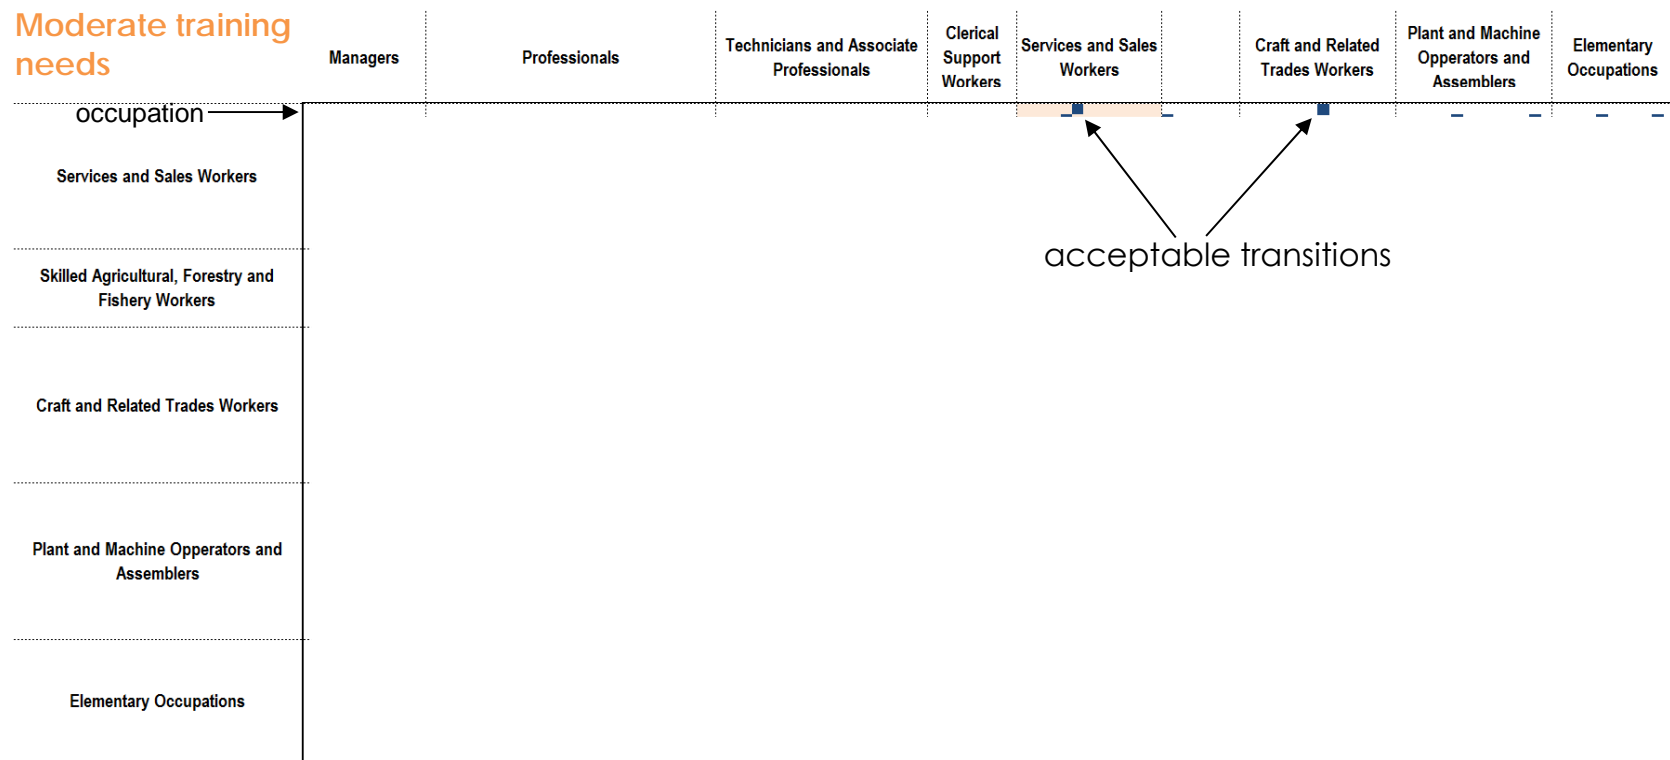 Moderate training
needs
Managers
Professionals
Technicians and Associate
Professionals
Clerical
Support
Workers
Services and Sales
Workers
Craft and Related
Trades Workers
Plant and Machine
Opperators and
Assemblers
Elementary
Occupations
occupation
Services and Sales Workers
acceptable transitions
Skilled Agricultural, Forestry and
Fishery Workers
Craft and Related Trades Workers
Plant and Machine Opperators and
Assemblers
Elementary Occupations